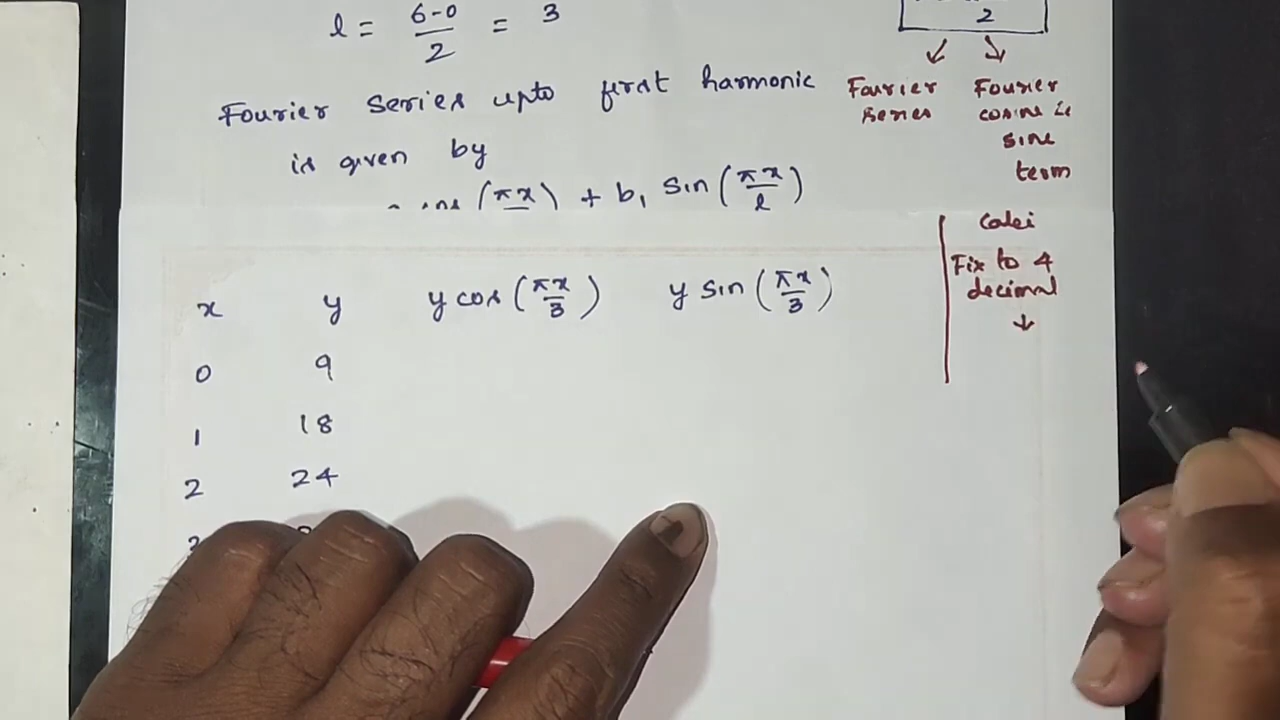 l = 6-0/2 = 3
2
Fourier Series upto first harmonic
is given by
(πx) + b₁ sin (πx/l)
Fourier series
Fourier cosine & sine term
Calci
Fix to 4
decimal
↓
x y y cos (πx/3) y sin (πx/3)
0 9
1 18
2 24